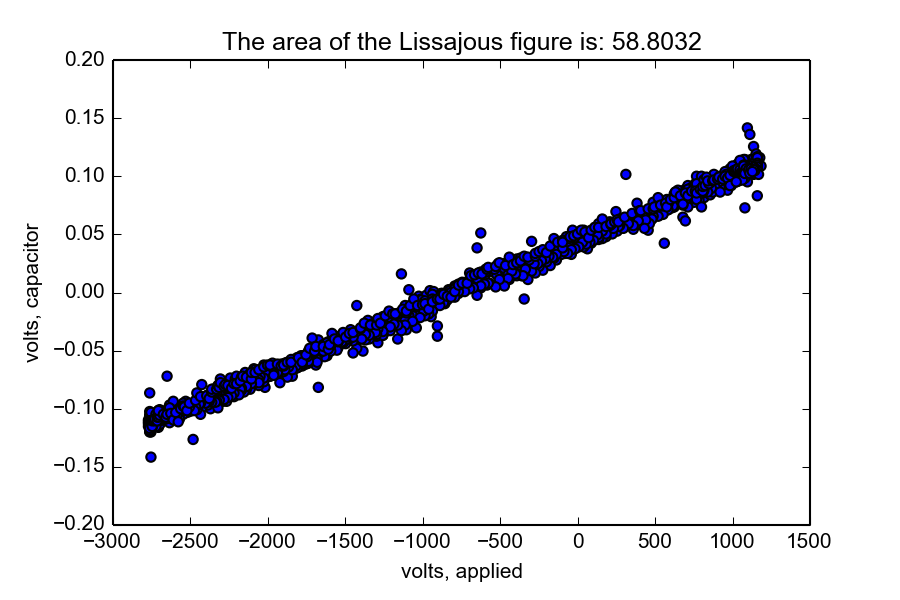 The area of the Lissajous figure is: 58.8032
0.20
0.15
0.10
0.05
0.00
−0.05
−0.10
−0.15
−0.20
volts, capacitor
−3000 −2500 −2000 −1500 −1000 −500 0 500 1000 1500
volts, applied